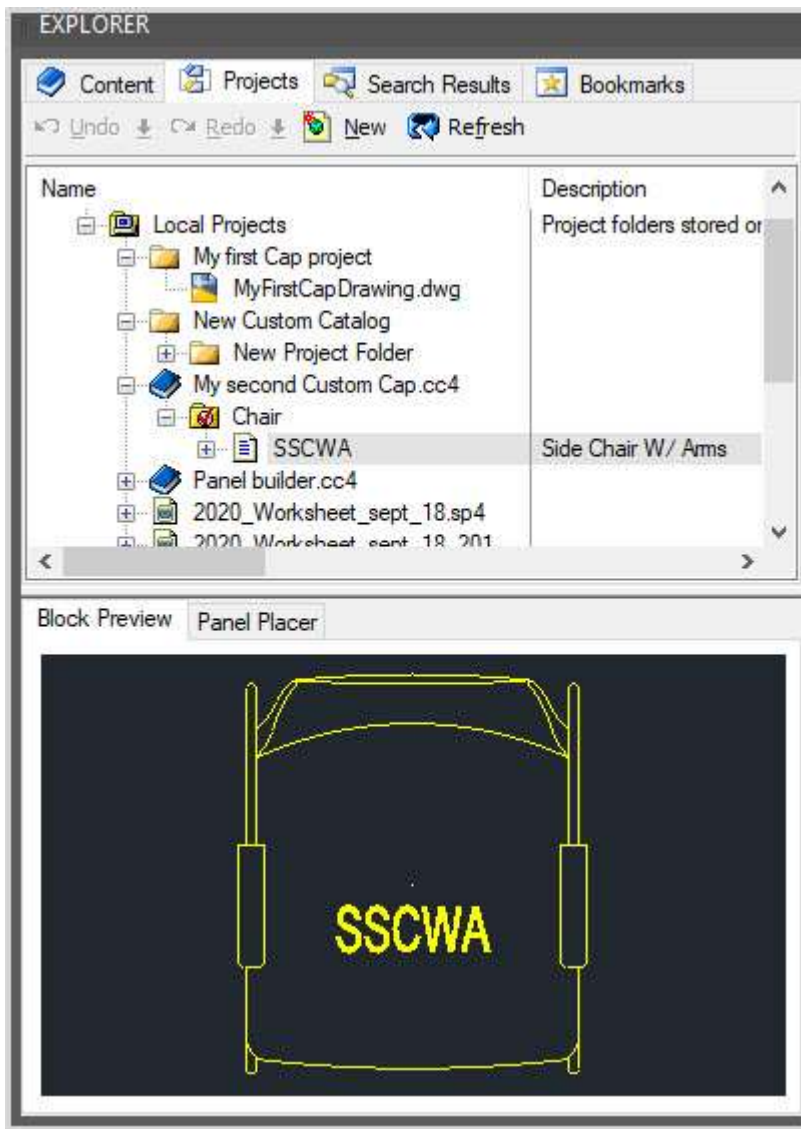 EXPLORER
Content Projects Search Results Bookmarks
Undo Redo New Refresh
Name Description
Local Projects Project folders stored or
My first Cap project
MyFirstCapDrawing.dwg
New Custom Catalog
New Project Folder
My second Custom Cap.cc4
Chair
SSCWA Side Chair W/ Arms
Panel builder.cc4
2020_Worksheet_sept_18.sp4
2020_Worksheet_sept_18_201
Block Preview Panel Placer
SSCWA